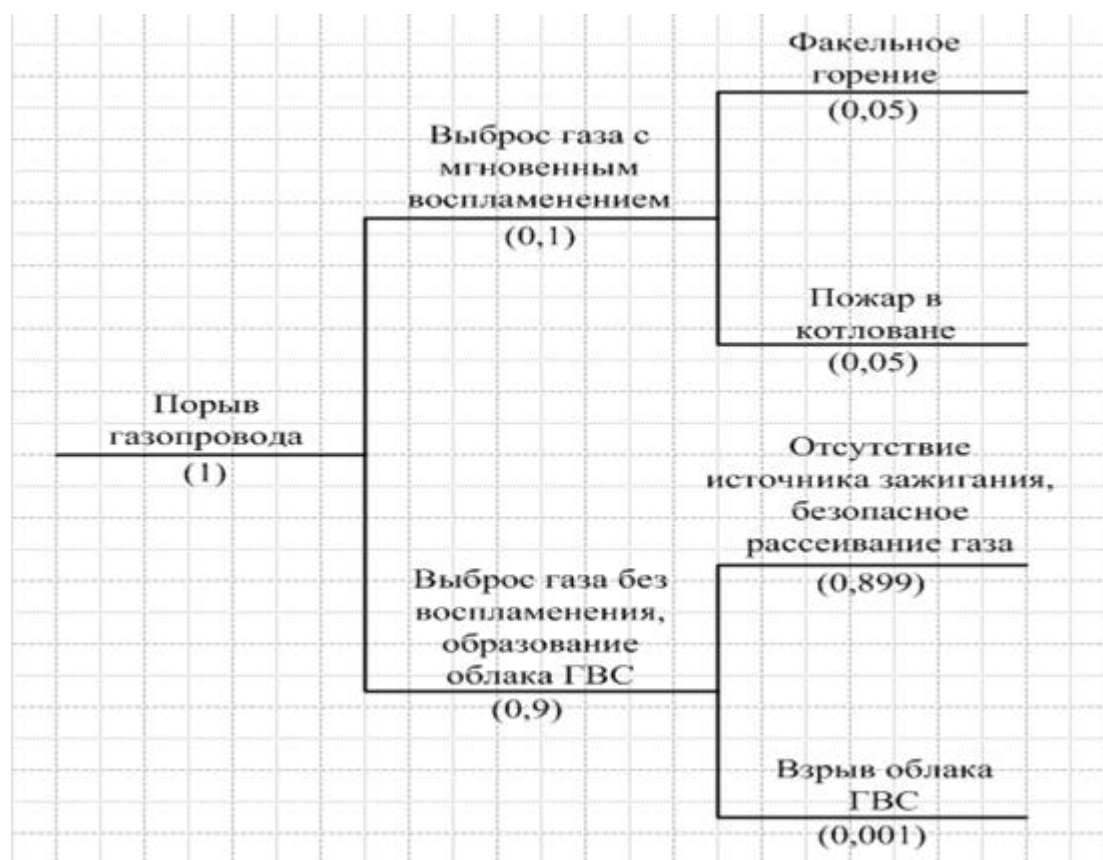 Порыв
газопровода
(1)
Выброс газа с
мгновенным
воспламенением
(0,1)
Факельное
горение
(0,05)
Пожар в
котловане
(0,05)
Выброс газа без
воспламенения,
образование
облака ГВС
(0,9)
Отсутствие
источника зажигания,
безопасное
рассеивание газа
(0,899)
Взрыв облака
ГВС
(0,001)